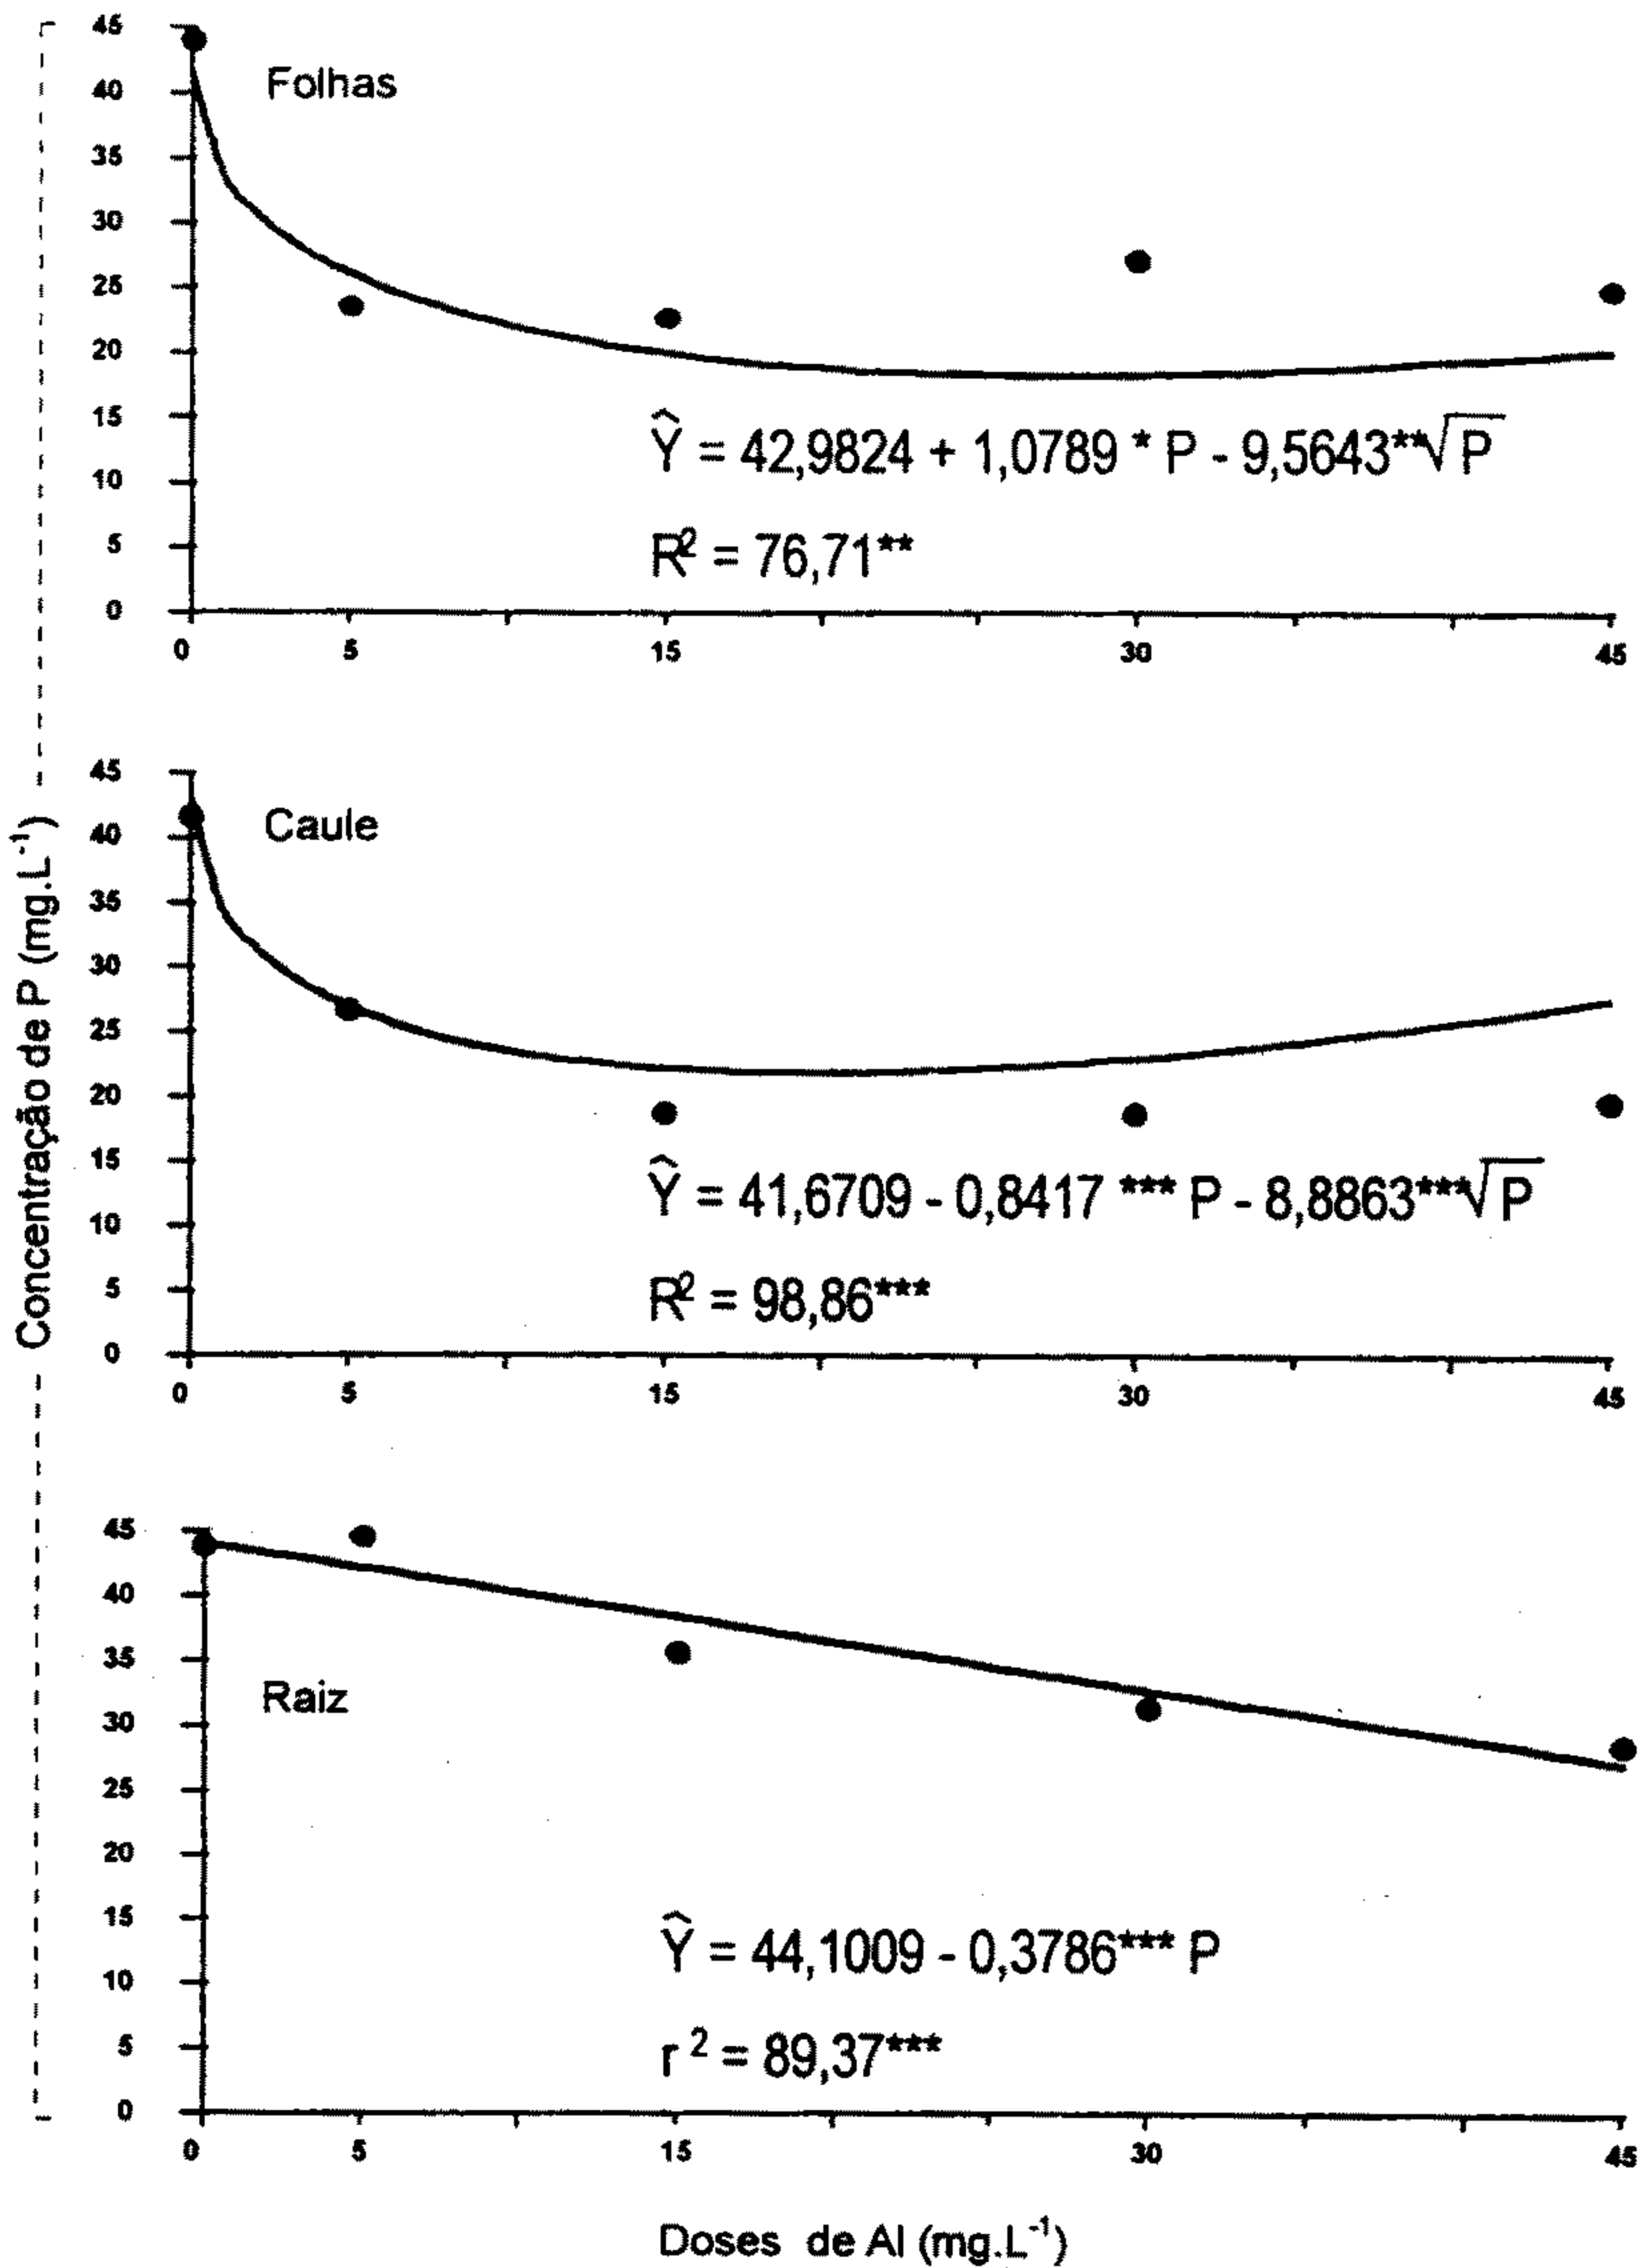 Concentração de P (mg.L⁻¹)
45
40
35
30
25
20
15
10
5
0
Folhas
Ŷ = 42,9824 + 1,0789 * P - 9,5643**√P
R² = 76,71**
0 5 15 30 45
45
40
35
30
25
20
15
10
5
0
Caule
Ŷ = 41,6709 - 0,8417 *** P - 8,8863***√P
R² = 98,86***
0 5 15 30 45
45
40
35
30
25
20
15
10
5
0
Raiz
Ŷ = 44,1009 - 0,3786*** P
r² = 89,37***
0 5 15 30 45
Doses de Al (mg.L⁻¹)